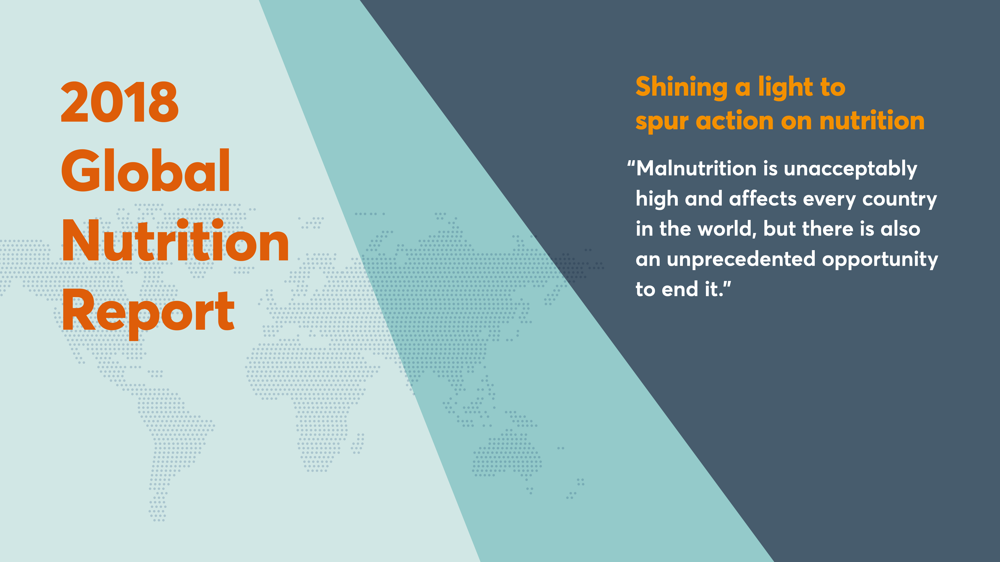 2018
Global
Nutrition
Report
Shining a light to
spur action on nutrition
“Malnutrition is unacceptably
high and affects every country
in the world, but there is also
an unprecedented opportunity
to end it.”